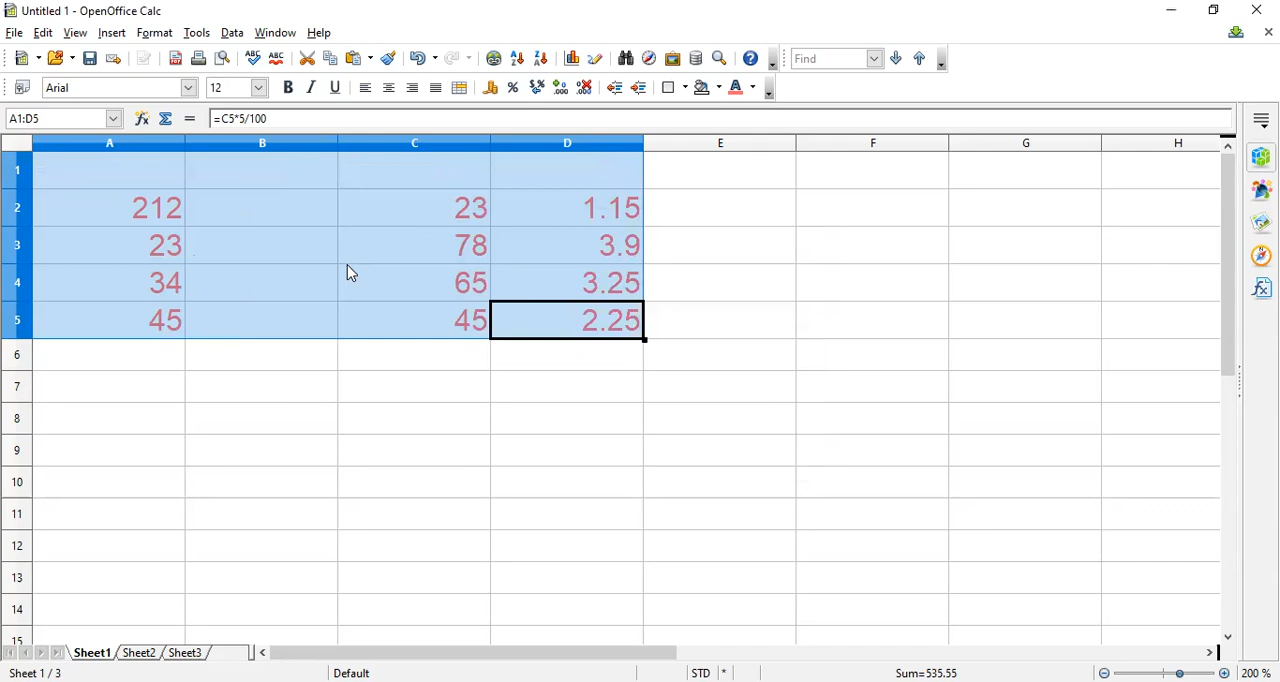 Untitled 1 - OpenOffice Calc
File Edit View Insert Format Tools Data Window Help
Find
Arial 12
A1:D5 =C5*5/100
A B C D E F G H
1
2 212 23 1.15
3 23 78 3.9
4 34 65 3.25
5 45 45 2.25
6
7
8
9
10
11
12
13
14
15
Sheet1 Sheet2 Sheet3
Sheet 1 / 3 Default STD * Sum=535.55 200 %